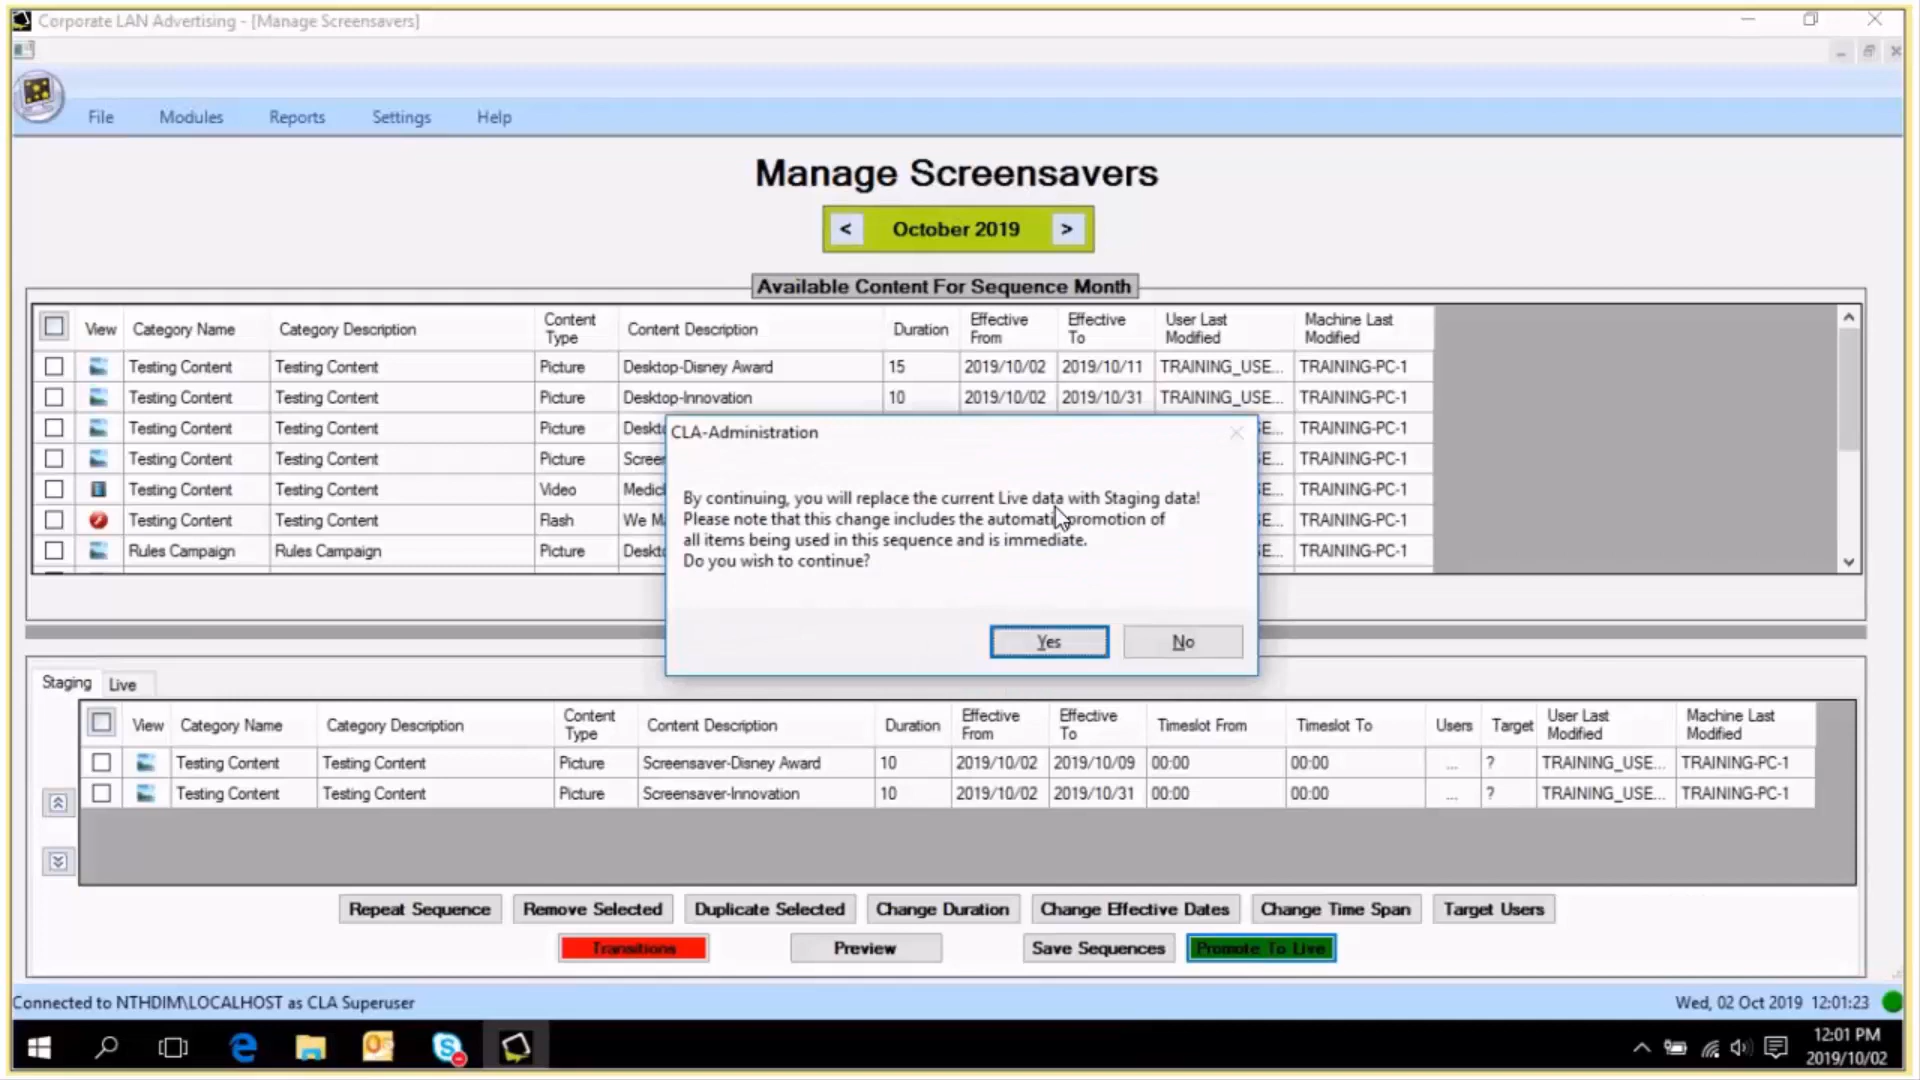 Corporate LAN Advertising - [Manage Screensavers]
File Modules Reports Settings Help
Manage Screensavers
< October 2019 >
Available Content For Sequence Month
View Category Name Category Description Content Type Content Description Duration Effective From Effective To User Last Modified Machine Last Modified
Testing Content Testing Content Picture Desktop-Disney Award 15 2019/10/02 2019/10/11 TRAINING_USE... TRAINING-PC-1
Testing Content Testing Content Picture Desktop-Innovation 10 2019/10/02 2019/10/31 TRAINING_USE... TRAINING-PC-1
Testing Content Testing Content Picture E... TRAINING-PC-1
Testing Content Testing Content Picture E... TRAINING-PC-1
Testing Content Testing Content Video E... TRAINING-PC-1
Testing Content Testing Content Flash We E... TRAINING-PC-1
Rules Campaign Rules Campaign Picture E... TRAINING-PC-1
CLA-Administration
By continuing, you will replace the current Live data with Staging data!
Please note that this change includes the automatic promotion of
all items being used in this sequence and is immediate.
Do you wish to continue?
Yes No
Staging Live
View Category Name Category Description Content Type Content Description Duration Effective From Effective To Timeslot From Timeslot To Users Target User Last Modified Machine Last Modified
Testing Content Testing Content Picture Screensaver-Disney Award 10 2019/10/02 2019/10/09 00:00 00:00 ... ? TRAINING_USE... TRAINING-PC-1
Testing Content Testing Content Picture Screensaver-Innovation 10 2019/10/02 2019/10/31 00:00 00:00 ... ? TRAINING_USE... TRAINING-PC-1
Repeat Sequence Remove Selected Duplicate Selected Change Duration Change Effective Dates Change Time Span Target Users
Transitions Preview Save Sequences Promote To Live
Connected to NTHDIM\LOCALHOST as CLA Superuser Wed, 02 Oct 2019 12:01:23
12:01 PM
2019/10/02